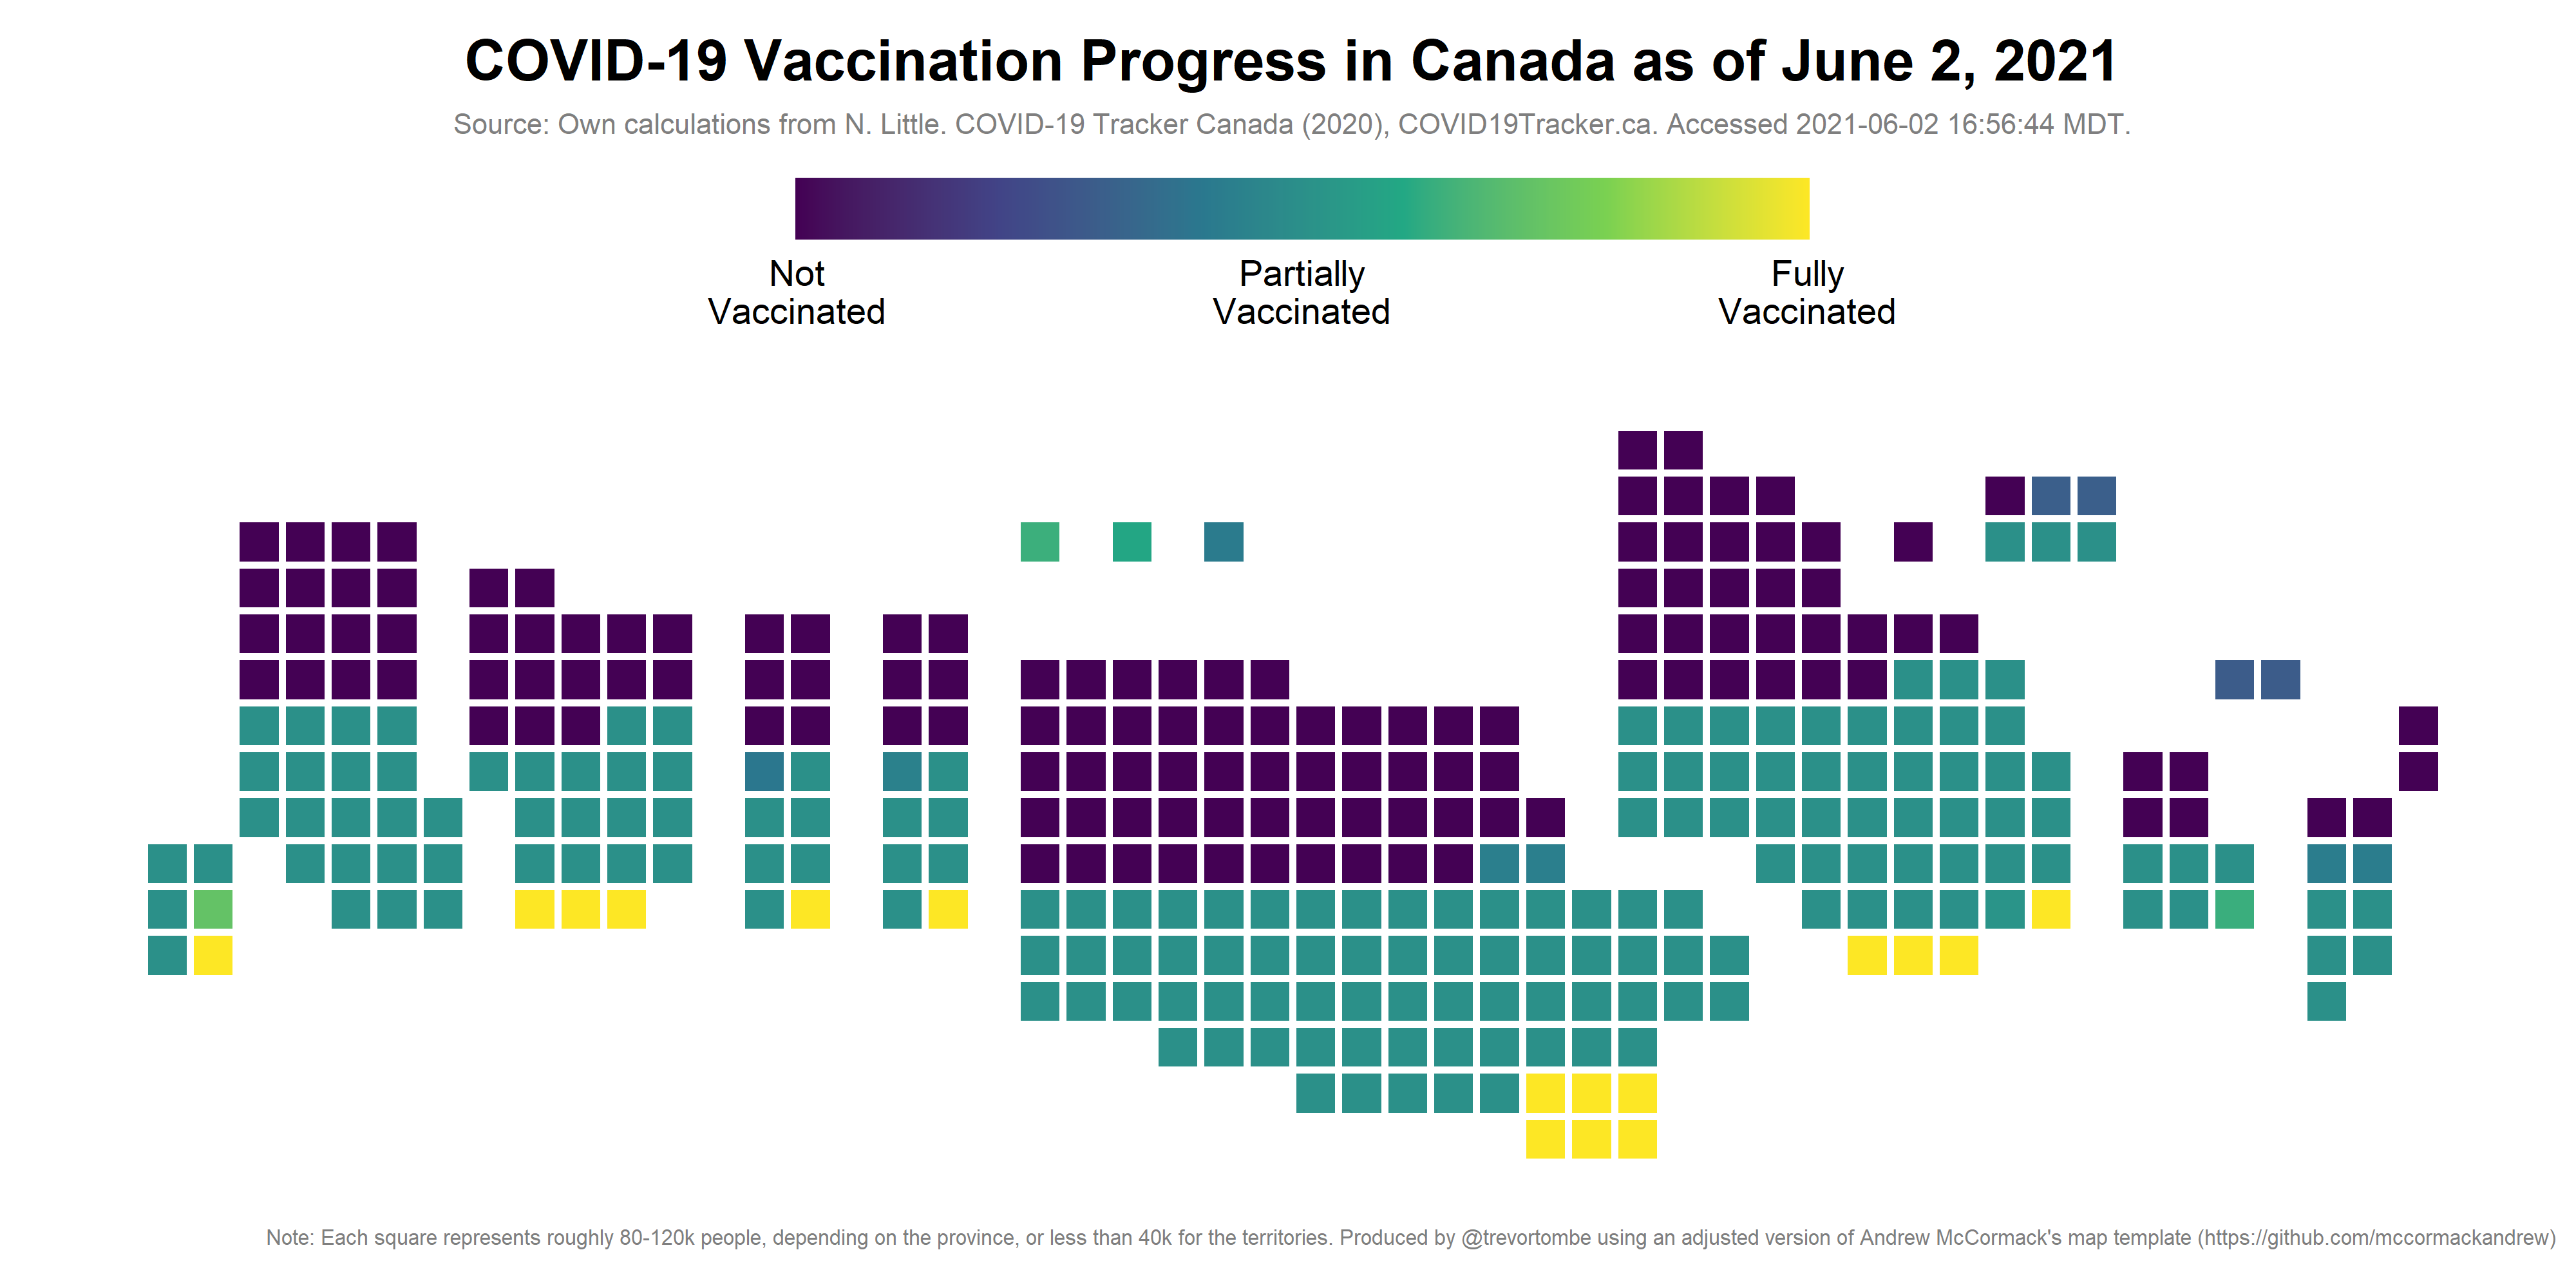 COVID-19 Vaccination Progress in Canada as of June 2, 2021
Source: Own calculations from N. Little. COVID-19 Tracker Canada (2020), COVID19Tracker.ca. Accessed 2021-06-02 16:56:44 MDT.
Not
Vaccinated
Partially
Vaccinated
Fully
Vaccinated
Note: Each square represents roughly 80-120k people, depending on the province, or less than 40k for the territories. Produced by @trevortombe using an adjusted version of Andrew McCormack's map template (https://github.com/mccormackandrew)